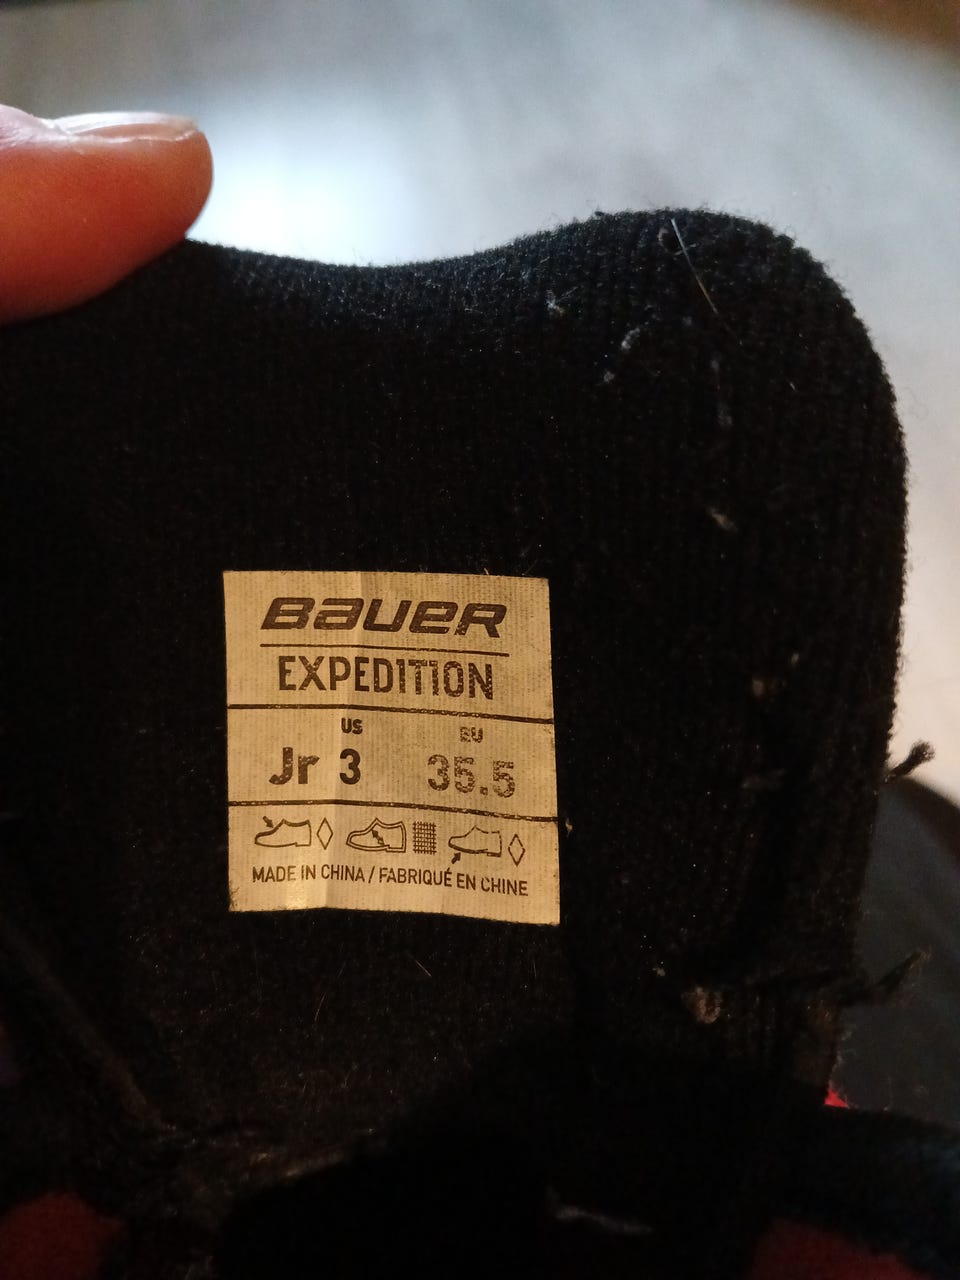 BAUER
EXPEDITION
US EU
Jr 3 35.5
MADE IN CHINA / FABRIQUÉ EN CHINE